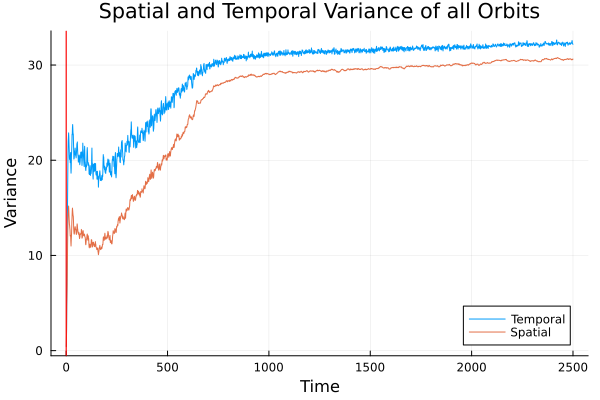 Spatial and Temporal Variance of all Orbits
Variance
30
20
10
0
Temporal
Spatial
0 500 1000 1500 2000 2500
Time